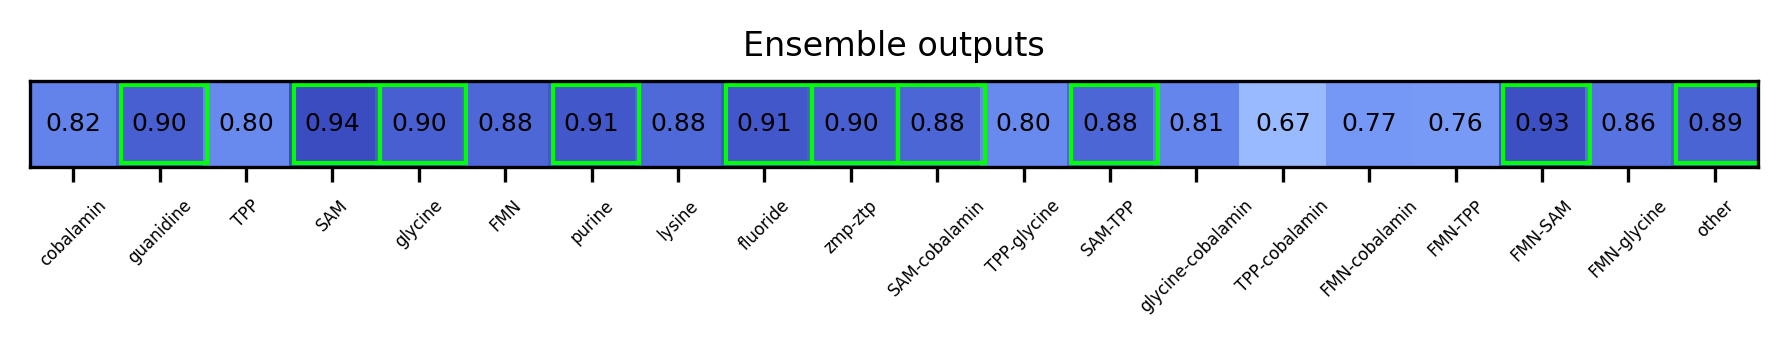 Ensemble outputs
0.82 0.90 0.80 0.94 0.90 0.88 0.91 0.88 0.91 0.90 0.88 0.80 0.88 0.81 0.67 0.77 0.76 0.93 0.86 0.89
cobalamin guanidine TPP SAM glycine FMN purine lysine fluoride zmp-ztp SAM-cobalamin TPP-glycine SAM-TPP glycine-cobalamin TPP-cobalamin FMN-cobalamin FMN-TPP FMN-SAM FMN-glycine other